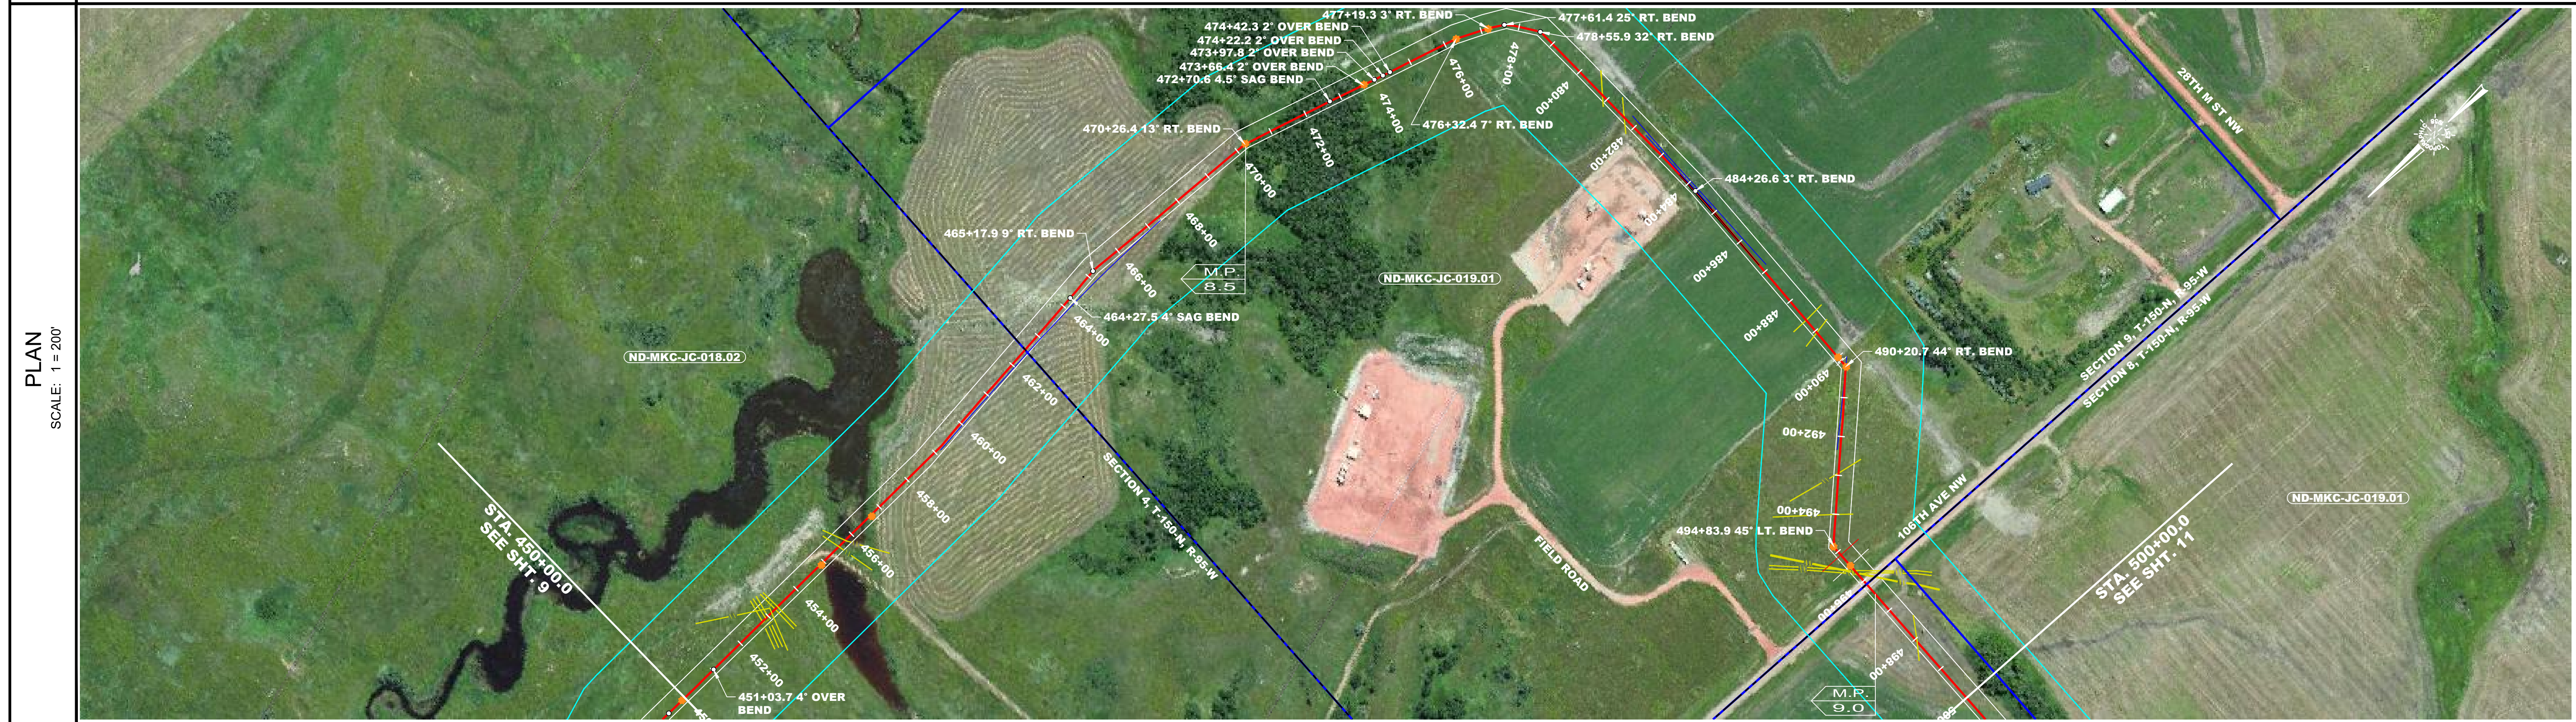 PLAN
SCALE: 1 = 200'
477+19.3 3° RT. BEND
474+42.3 2° OVER BEND
474+22.2 2° OVER BEND
473+97.8 2° OVER BEND
473+66.4 2° OVER BEND
472+70.6 4.5° SAG BEND
470+26.4 13° RT. BEND
465+17.9 9° RT. BEND
464+27.5 4° SAG BEND
477+61.4 25° RT. BEND
478+55.9 32° RT. BEND
476+32.4 7° RT. BEND
484+26.6 3° RT. BEND
490+20.7 44° RT. BEND
494+83.9 45° LT. BEND
451+03.7 4° OVER
BEND
452+00
454+00
456+00
458+00
460+00
462+00
464+00
466+00
468+00
470+00
472+00
474+00
476+00
478+00
480+00
482+00
484+00
486+00
488+00
490+00
492+00
494+00
498+00
M.P.
8.5
M.P.
9.0
ND-MKC-JC-018.02
ND-MKC-JC-019.01
ND-MKC-JC-019.01
STA. 450+00.0
SEE SHT. 9
SECTION 4, T-150-N, R-95-W
FIELD ROAD
106TH AVE NW
SECTION 9, T-150-N, R-95-W
SECTION 8, T-150-N, R-95-W
28TH M ST NW
STA. 500+00.0
SEE SHT. 11